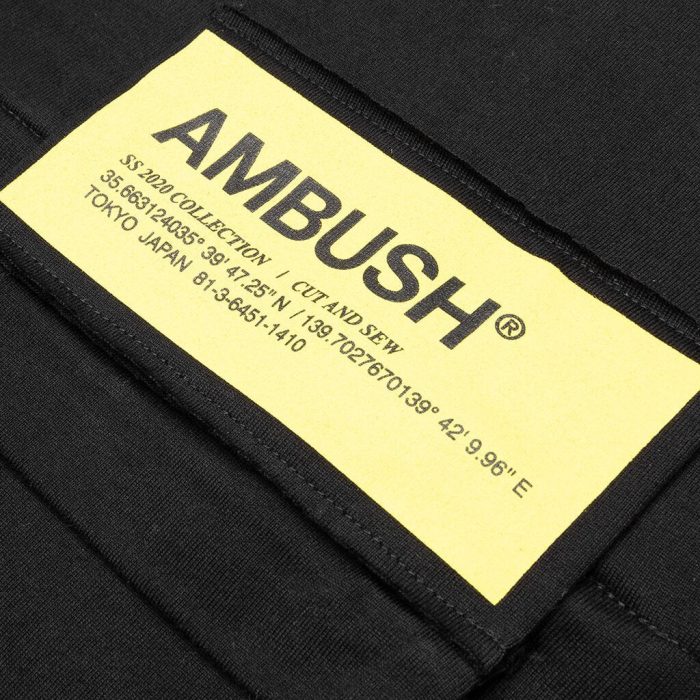 AMBUSH®
SS 2020 COLLECTION / CUT AND SEW
35.663124035° 39' 47.25" N / 139.7027670139° 42' 9.96" E
TOKYO JAPAN 81-3-6451-1410